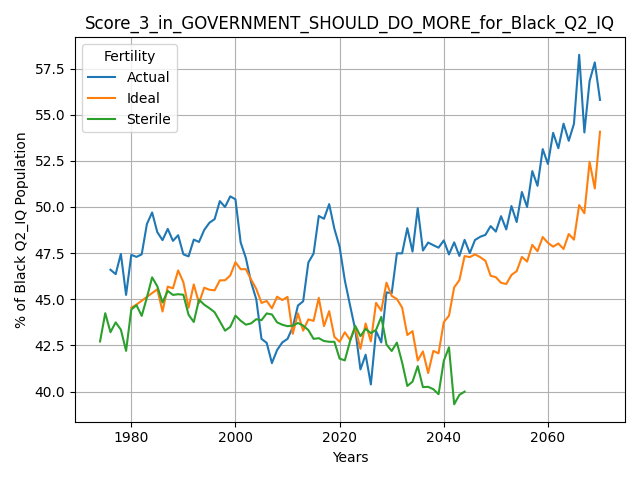 Score_3_in_GOVERNMENT_SHOULD_DO_MORE_for_Black_Q2_IQ
Fertility
Actual
Ideal
Sterile
% of Black Q2_IQ Population
57.5
55.0
52.5
50.0
47.5
45.0
42.5
40.0
1980
2000
2020
2040
2060
Years